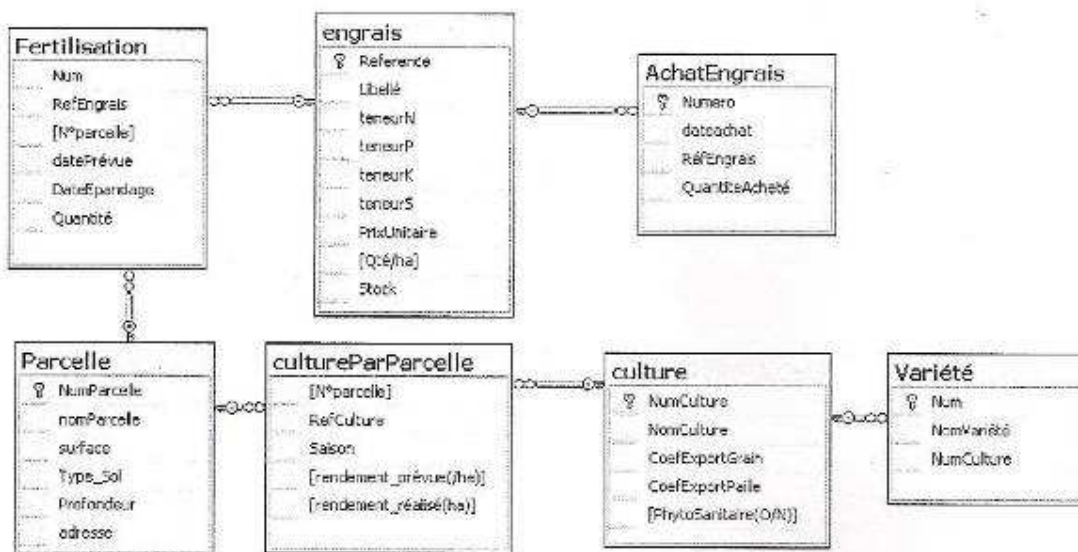 Fertilisation
Num
RefEngrais
[N°parcelle]
datePrévue
DateEpandage
Quantité
engrais
Reference
Libellé
teneurN
teneurP
teneurK
teneurS
PrixUnitaire
[Qté/ha]
Stock
AchatEngrais
Numero
dateachat
RéfEngrais
QuantiteAcheté
Parcelle
NumParcelle
nomParcelle
surface
Type_Sol
Profondeur
adresse
cultureParParcelle
[N°parcelle]
RefCulture
Saison
[rendement_prévue(/ha)]
[rendement_réalisé(ha)]
culture
NumCulture
NomCulture
CoefExportGrain
CoefExportPaille
[PhytoSanitaire(O/N)]
Variété
Num
NomVariété
NumCulture